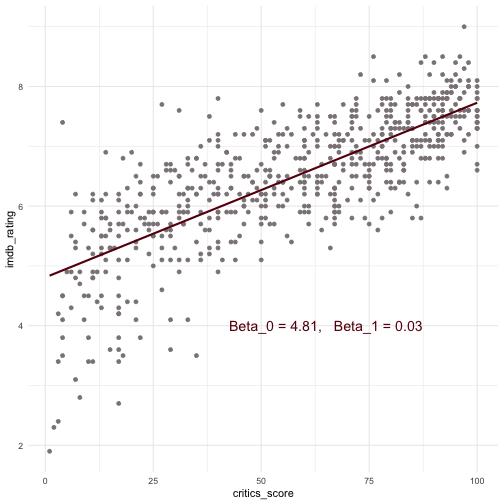 8
6
4
2
imdb_rating
Beta_0 = 4.81,   Beta_1 = 0.03
0 25 50 75 100
critics_score